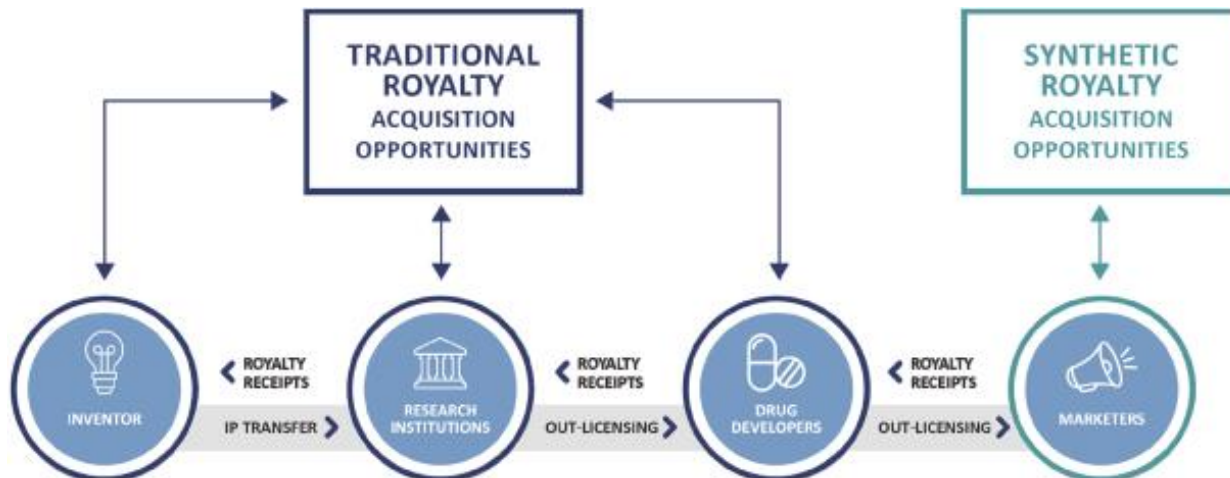 TRADITIONAL
ROYALTY
ACQUISITION
OPPORTUNITIES
SYNTHETIC
ROYALTY
ACQUISITION
OPPORTUNITIES
INVENTOR
ROYALTY
RECEIPTS
IP TRANSFER
RESEARCH
INSTITUTIONS
ROYALTY
RECEIPTS
OUT-LICENSING
DRUG
DEVELOPERS
ROYALTY
RECEIPTS
OUT-LICENSING
MARKETERS